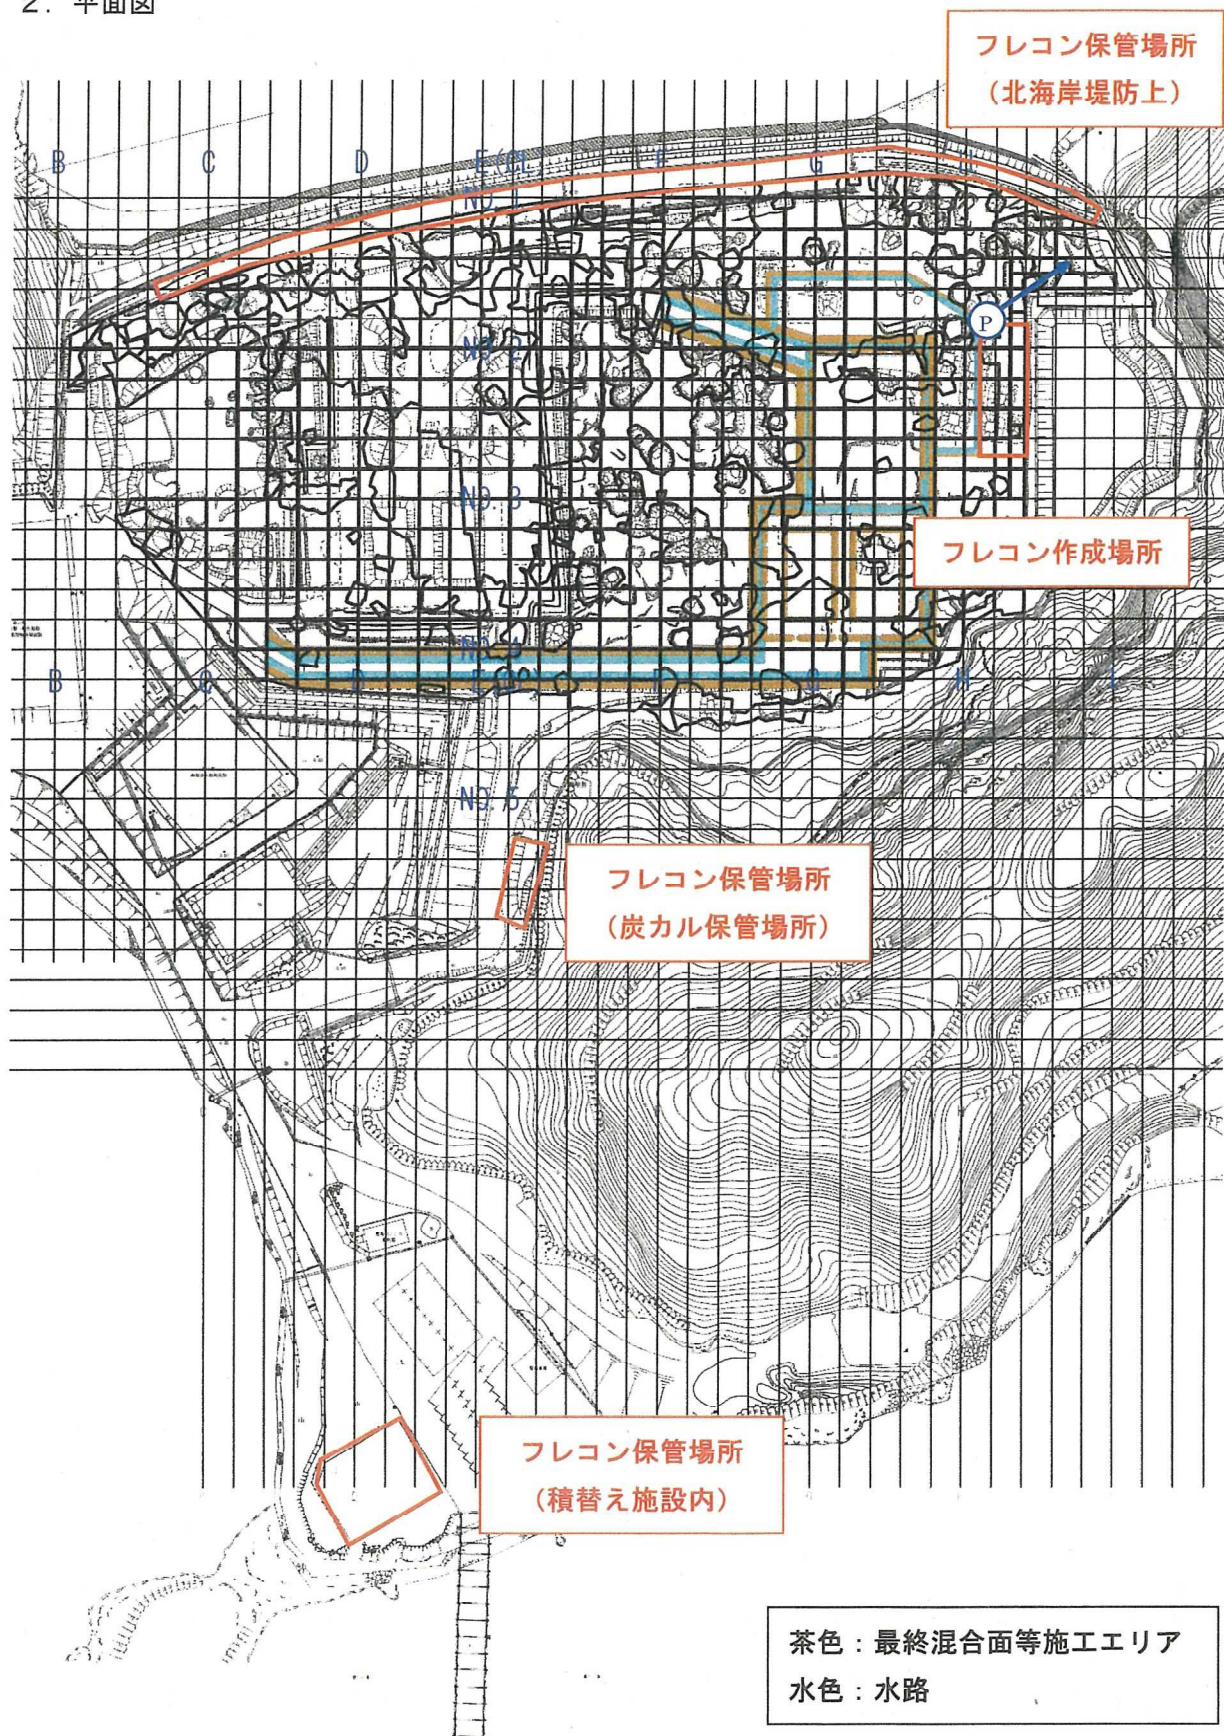 2．平面図
フレコン保管場所
（北海岸堤防上）
B C D E(CL) F G H
NO. 1
P
NO. 2
NO. 3
フレコン作成場所
NO. 4
B C D F G H I
NO. 5
フレコン保管場所
（炭カル保管場所）
フレコン保管場所
（積替え施設内）
茶色：最終混合面等施工エリア
水色：水路